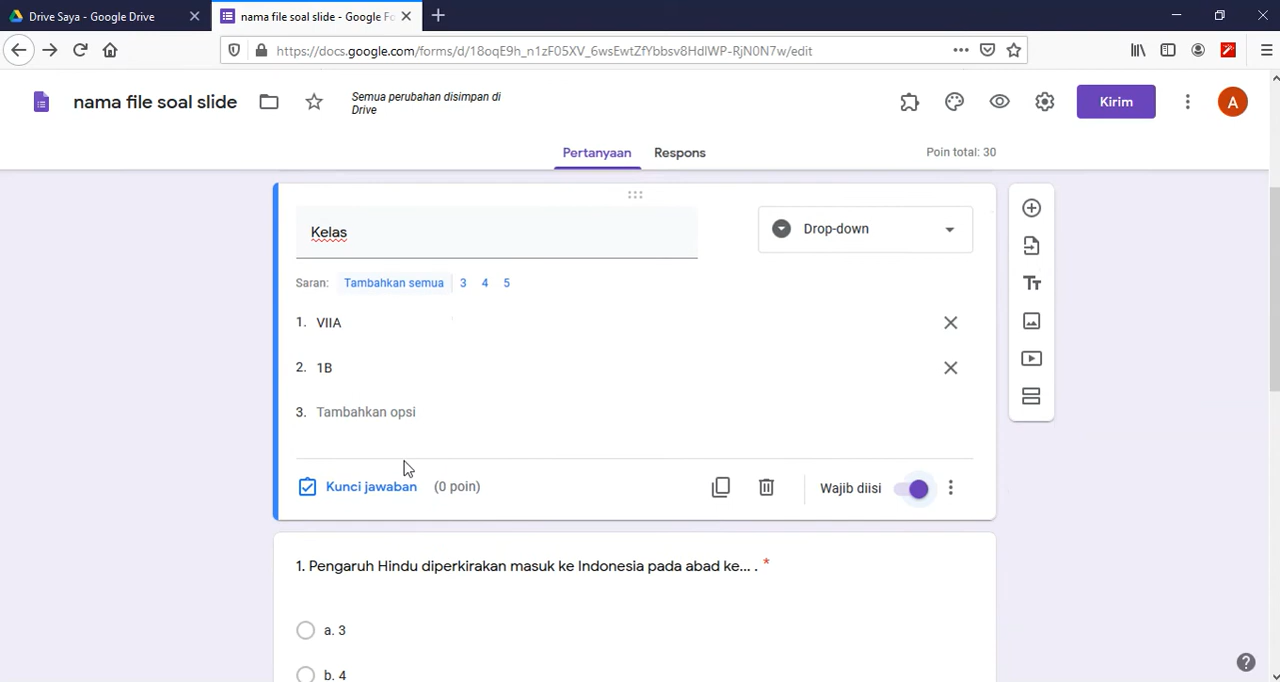 Drive Saya - Google Drive
nama file soal slide - Google Fo
https://docs.google.com/forms/d/18oqE9h_n1zF05XV_6wsEwtZfYbbsv8HdlWP-RjN0N7w/edit
nama file soal slide
Semua perubahan disimpan di
Drive
Kirim
A
Pertanyaan
Respons
Poin total: 30
Kelas
Drop-down
Saran: Tambahkan semua 3 4 5
1. VIIA
2. 1B
3. Tambahkan opsi
Kunci jawaban (0 poin)
Wajib diisi
1. Pengaruh Hindu diperkirakan masuk ke Indonesia pada abad ke... . *
a. 3
b. 4